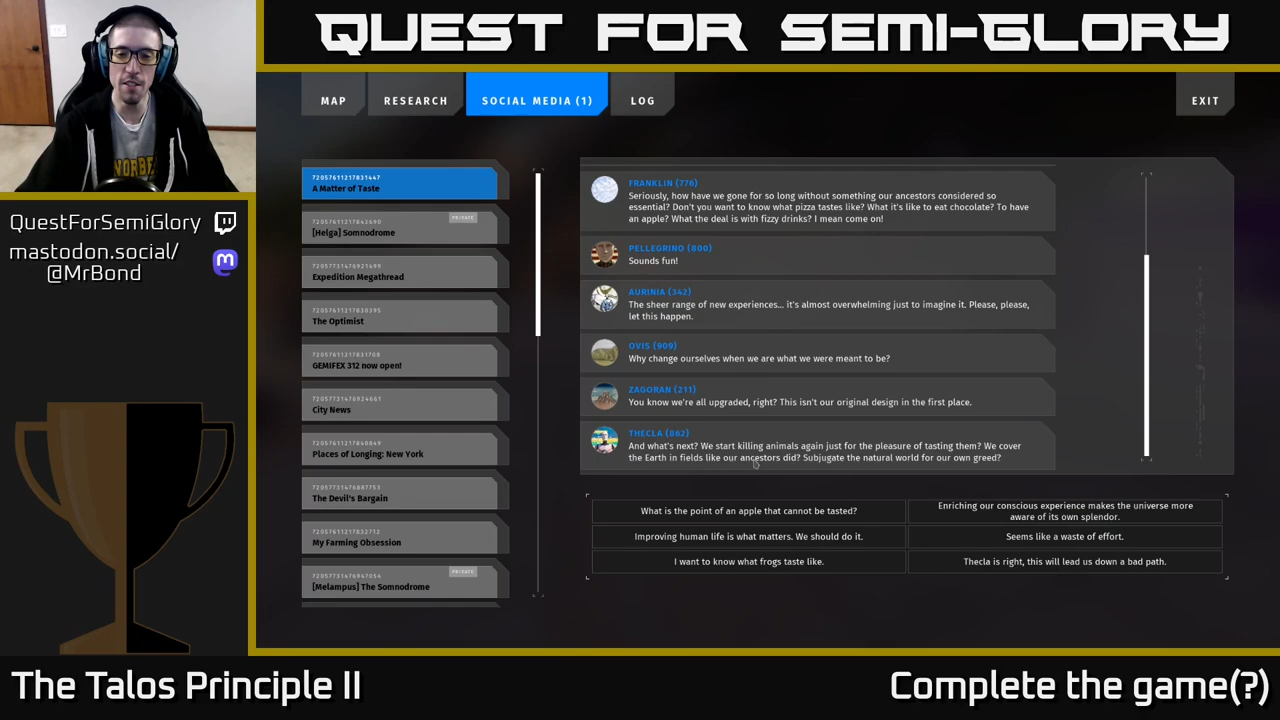 QUEST FOR SEMI-GLORY
MAP
RESEARCH
SOCIAL MEDIA (1)
LOG
EXIT
NORBE
QuestForSemiGlory
mastodon.social/
@MrBond
72057611217831447
A Matter of Taste
PRIVATE
[Helga] Somnodrome
Expedition Megathread
The Optimist
GEMIFEX 312 now open!
City News
Places of Longing: New York
The Devil's Bargain
My Farming Obsession
PRIVATE
[Melampus] The Somnodrome
FRANKLIN (776)
Seriously, how have we gone for so long without something our ancestors considered so
essential? Don't you want to know what pizza tastes like? What it's like to eat chocolate? To have
an apple? What the deal is with fizzy drinks? I mean come on!
PELLEGRINO (800)
Sounds fun!
AURINIA (342)
The sheer range of new experiences... it's almost overwhelming just to imagine it. Please, please,
let this happen.
OVIS (909)
Why change ourselves when we are what we were meant to be?
ZAGORAN (211)
You know we're all upgraded, right? This isn't our original design in the first place.
THECLA (862)
And what's next? We start killing animals again just for the pleasure of tasting them? We cover
the Earth in fields like our ancestors did? Subjugate the natural world for our own greed?
What is the point of an apple that cannot be tasted?
Enriching our conscious experience makes the universe more
aware of its own splendor.
Improving human life is what matters. We should do it.
Seems like a waste of effort.
I want to know what frogs taste like.
Thecla is right, this will lead us down a bad path.
The Talos Principle II
Complete the game(?)